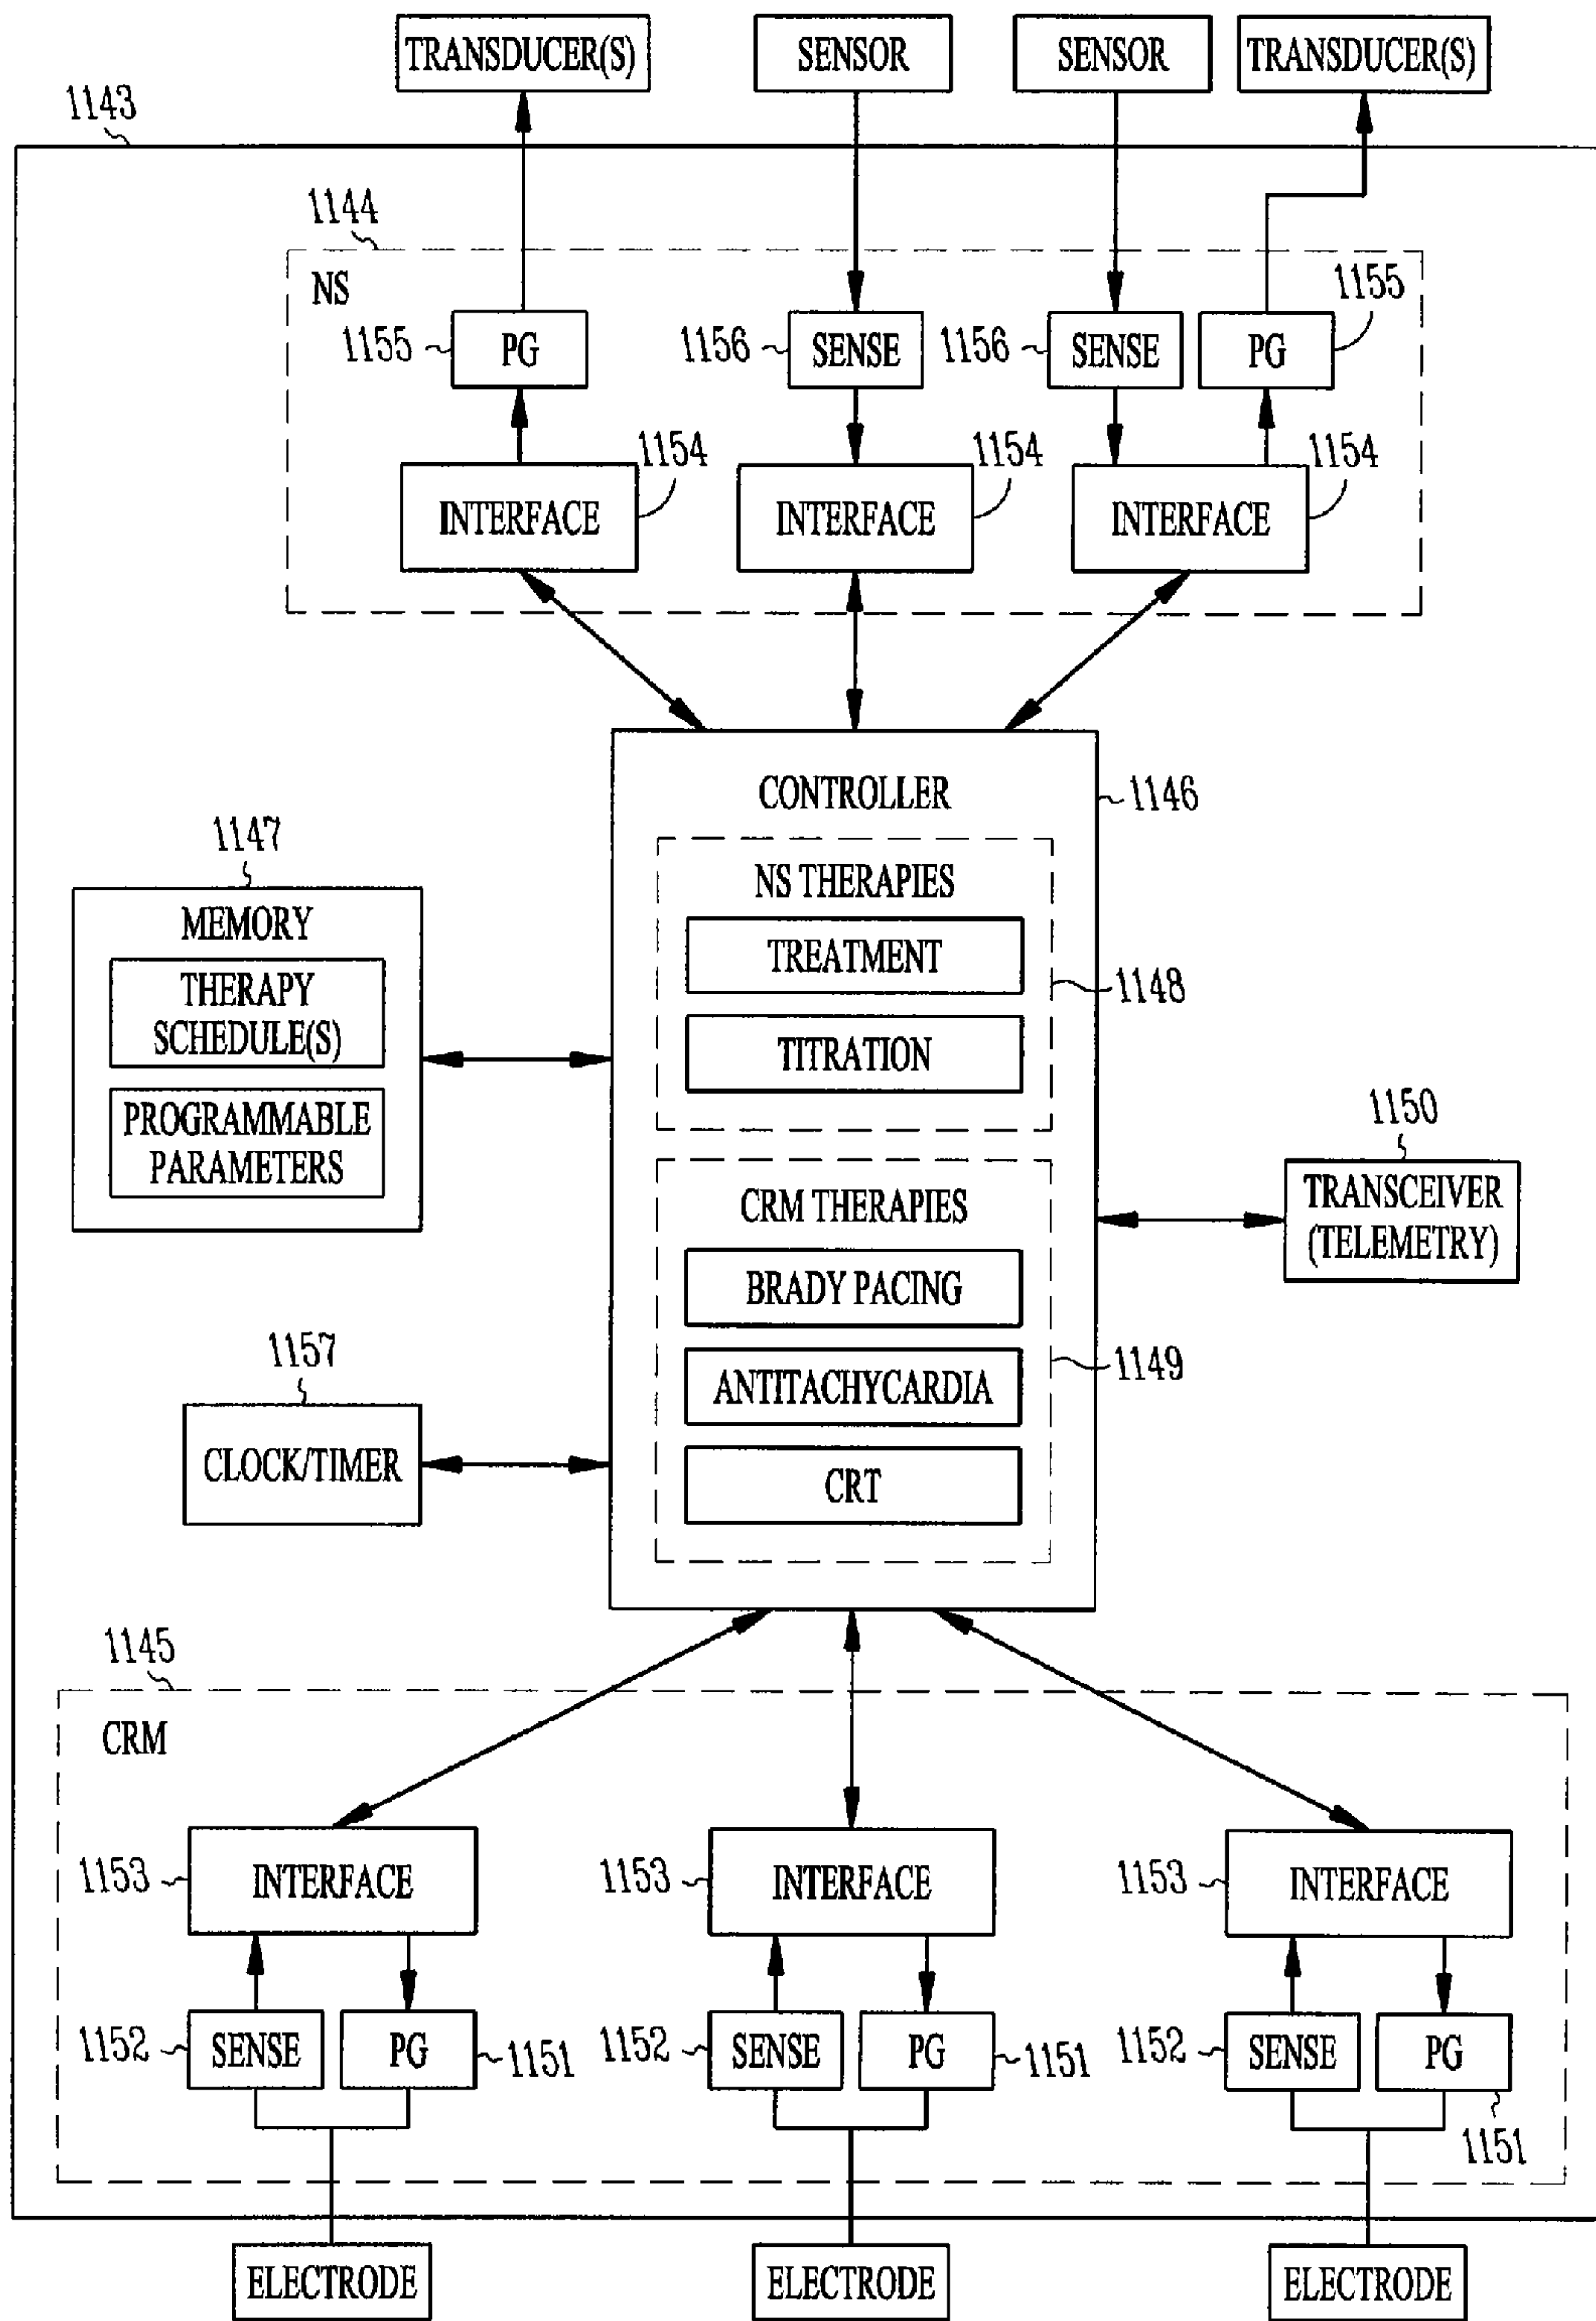 TRANSDUCER(S)
SENSOR
SENSOR
TRANSDUCER(S)
1143
1144
NS
1155
PG
1156
SENSE
1156
SENSE
PG
1155
INTERFACE
1154
INTERFACE
1154
INTERFACE
1154
CONTROLLER
1146
NS THERAPIES
TREATMENT
TITRATION
1148
1147
MEMORY
THERAPY
SCHEDULE(S)
PROGRAMMABLE
PARAMETERS
1150
TRANSCEIVER
(TELEMETRY)
CRM THERAPIES
BRADY PACING
ANTITACHYCARDIA
CRT
1149
1157
CLOCK/TIMER
1145
CRM
1153
INTERFACE
1153
INTERFACE
1153
INTERFACE
1152
SENSE
PG
1151
1152
SENSE
PG
1151
1152
SENSE
PG
1151
ELECTRODE
ELECTRODE
ELECTRODE